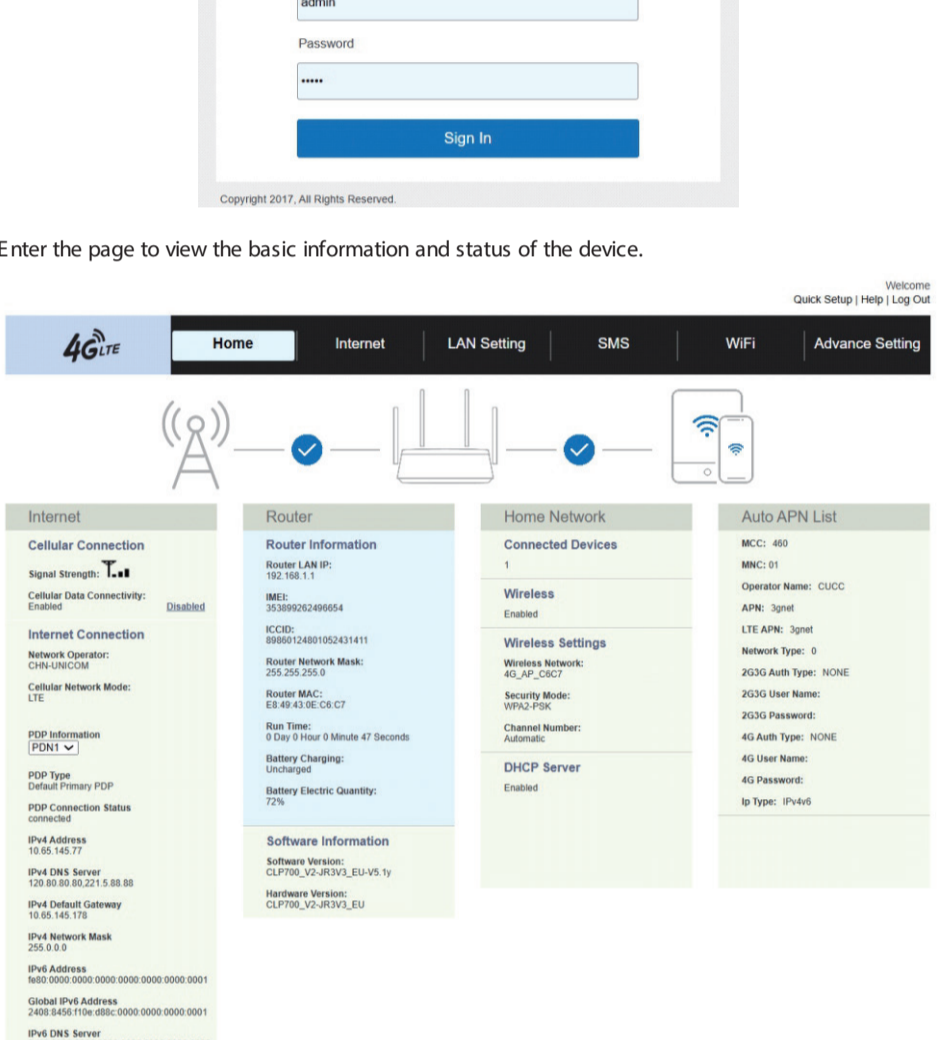 admin
Password
•••••
Sign In
Copyright 2017, All Rights Reserved.
Enter the page to view the basic information and status of the device.
Welcome
Quick Setup | Help | Log Out
4G LTE
Home
Internet
LAN Setting
SMS
WiFi
Advance Setting
Internet
Cellular Connection
Signal Strength:
Cellular Data Connectivity:
Enabled Disabled
Internet Connection
Network Operator:
CHN-UNICOM
Cellular Network Mode:
LTE
PDP Information
PDN1
PDP Type
Default Primary PDP
PDP Connection Status
connected
IPv4 Address
10.65.145.77
IPv4 DNS Server
120.80.80.80,221.5.88.88
IPv4 Default Gateway
10.65.145.178
IPv4 Network Mask
255.0.0.0
IPv6 Address
fe80:0000:0000:0000:0000:0000:0000:0001
Global IPv6 Address
2408:8456:f10e:d88c:0000:0000:0000:0001
IPv6 DNS Server
Router
Router Information
Router LAN IP:
192.168.1.1
IMEI:
353899262496654
ICCID:
89860124801052431411
Router Network Mask:
255.255.255.0
Router MAC:
E8:49:43:0E:C6:C7
Run Time:
0 Day 0 Hour 0 Minute 47 Seconds
Battery Charging:
Uncharged
Battery Electric Quantity:
72%
Software Information
Software Version:
CLP700_V2-JR3V3_EU-V5.1y
Hardware Version:
CLP700_V2-JR3V3_EU
Home Network
Connected Devices
1
Wireless
Enabled
Wireless Settings
Wireless Network:
4G_AP_C6C7
Security Mode:
WPA2-PSK
Channel Number:
Automatic
DHCP Server
Enabled
Auto APN List
MCC: 460
MNC: 01
Operator Name: CUCC
APN: 3gnet
LTE APN: 3gnet
Network Type: 0
2G3G Auth Type: NONE
2G3G User Name:
2G3G Password:
4G Auth Type: NONE
4G User Name:
4G Password:
Ip Type: IPv4v6